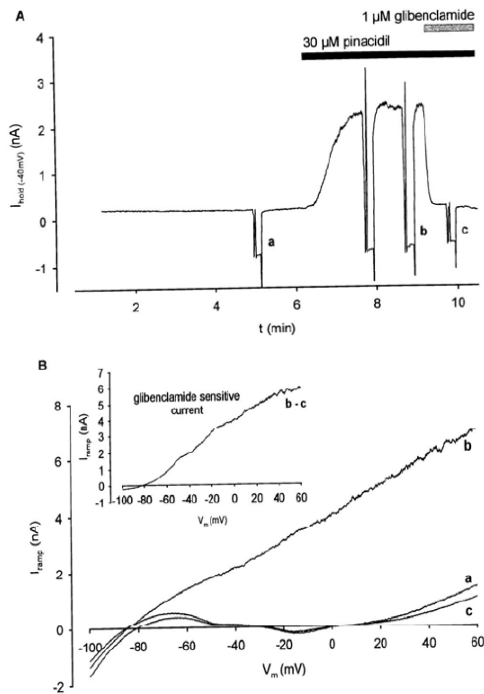 A
1 µM glibenclamide
30 µM pinacidil
I hold (-40mV) (nA)
4
3
2
1
0
-1
a
b
c
2
4
6
8
10
t (min)
B
I ramp (nA)
8
6
4
2
0
-2
7
6
5
4
3
2
1
0
-1
glibenclamide sensitive
current
b - c
I ramp (nA)
-100 -80 -60 -40 -20 0 20 40 60
Vm (mV)
b
a
c
-100 -80 -60 -40 -20 0 20 40 60
Vm (mV)